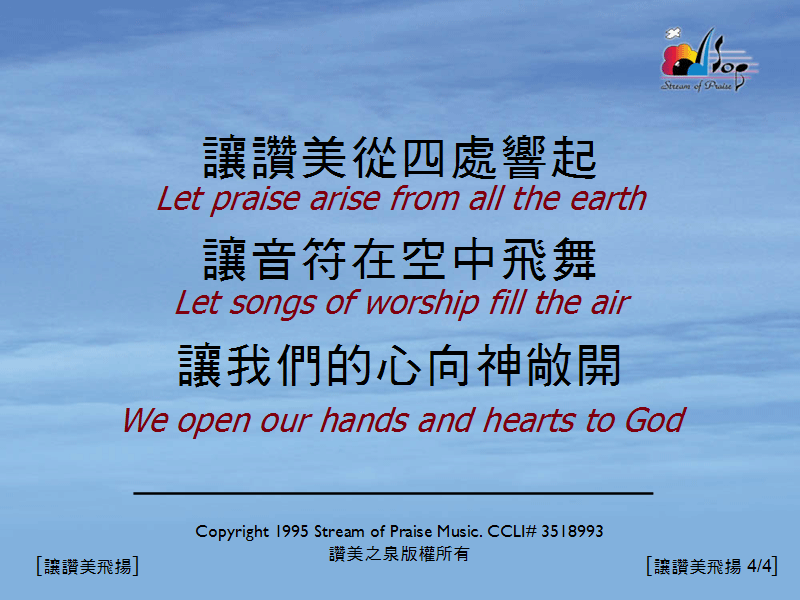 SOP
Stream of Praise
讓讚美從四處響起
Let praise arise from all the earth
讓音符在空中飛舞
Let songs of worship fill the air
讓我們的心向神敞開
We open our hands and hearts to God
Copyright 1995 Stream of Praise Music. CCLI# 3518993
讚美之泉版權所有
[讓讚美飛揚]
[讓讚美飛揚 4/4]